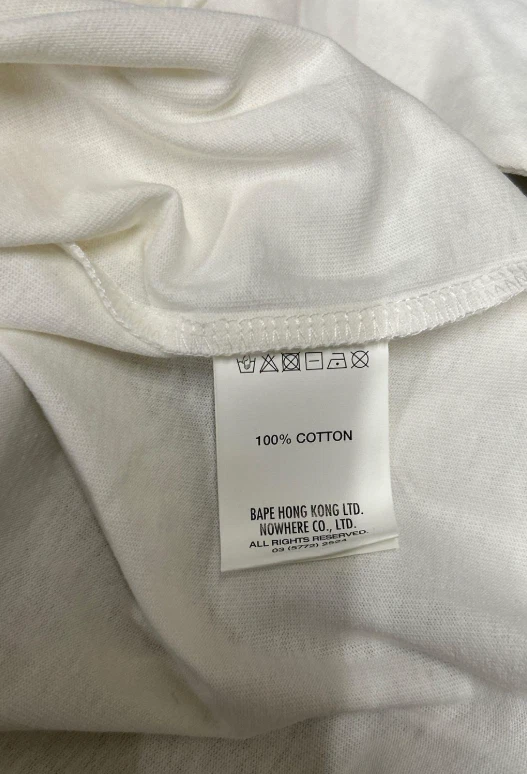 100% COTTON
BAPE HONG KONG LTD.
NOWHERE CO., LTD.
ALL RIGHTS RESERVED.
03 (5772) 2524